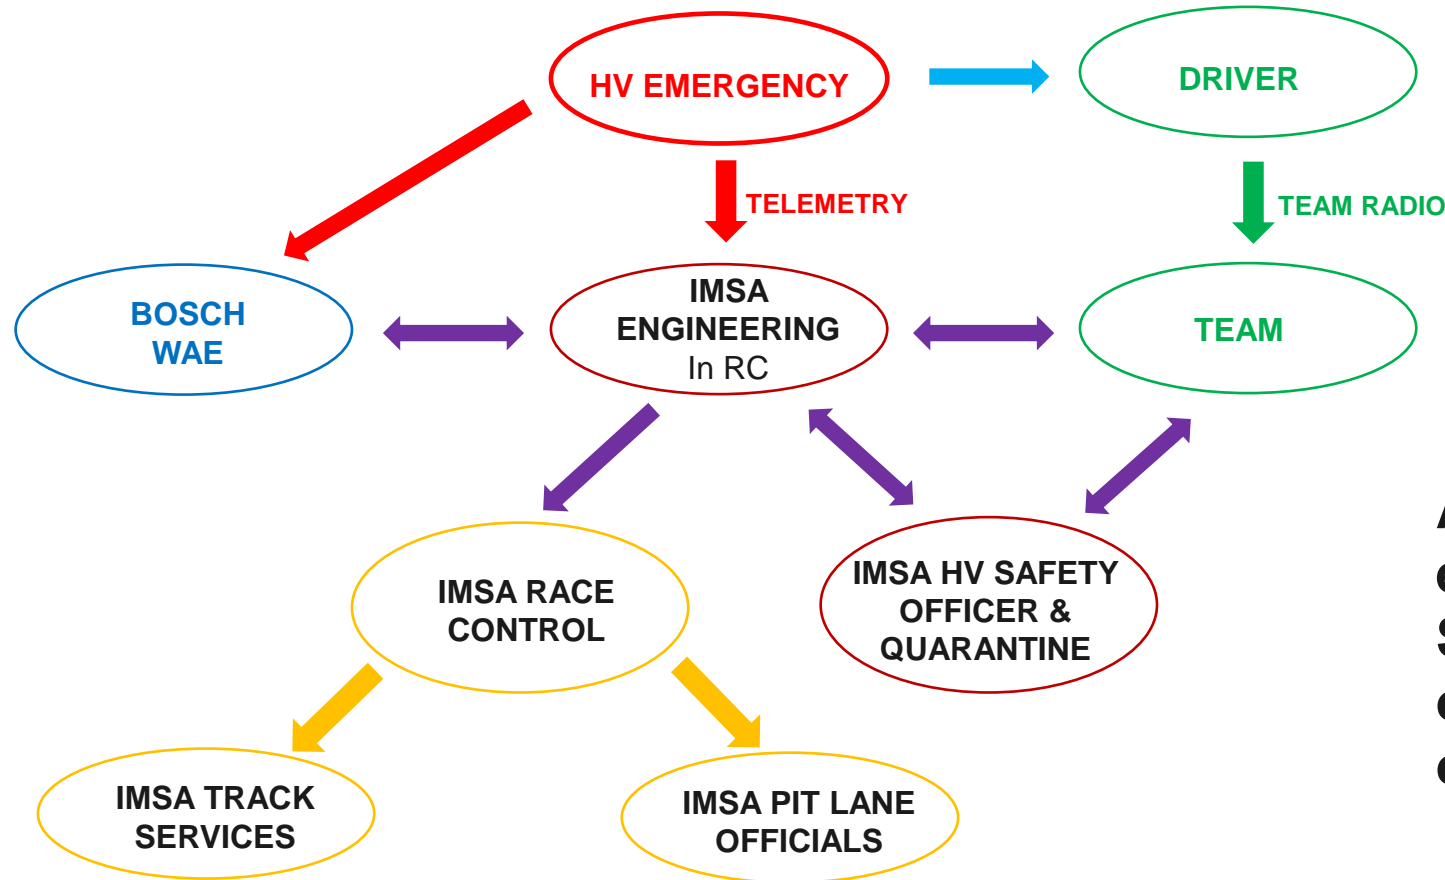 HV EMERGENCY
DRIVER
TELEMETRY
TEAM RADIO
BOSCH
WAE
IMSA
ENGINEERING
In RC
TEAM
IMSA RACE
CONTROL
IMSA HV SAFETY
OFFICER &
QUARANTINE
IMSA TRACK
SERVICES
IMSA PIT LANE
OFFICIALS